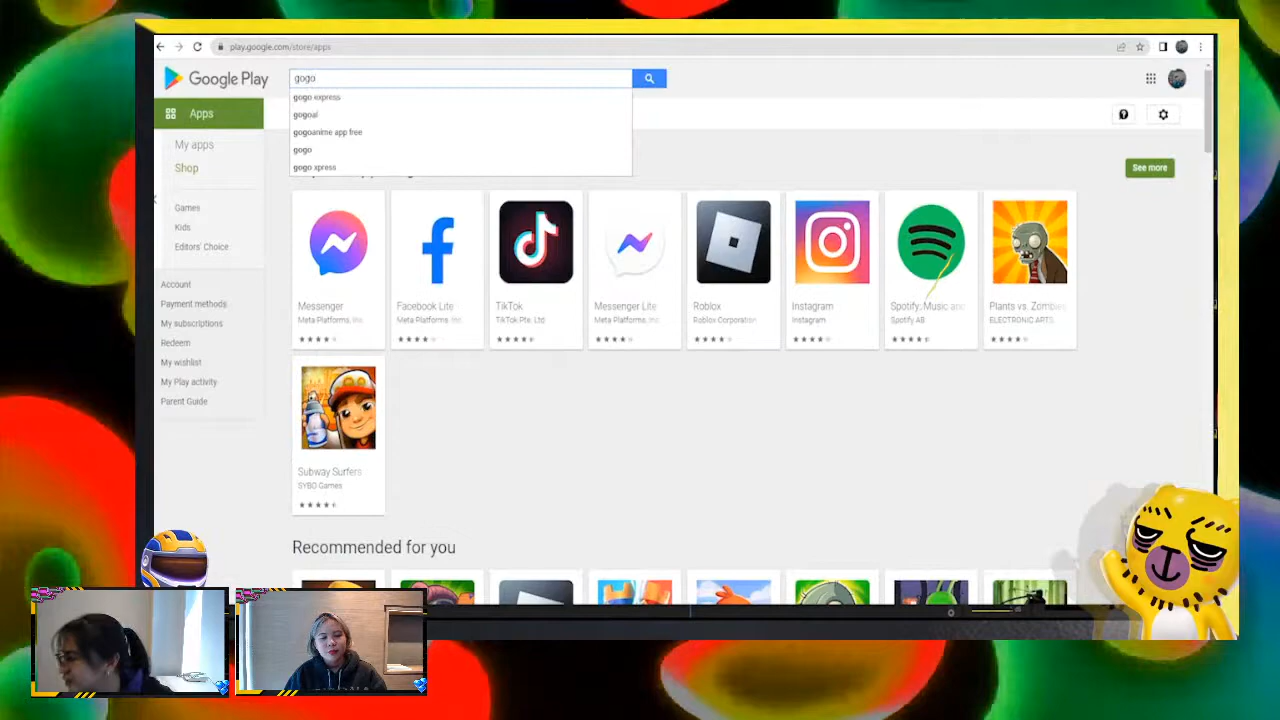 play.google.com/store/apps
Google Play
gogo
gogo express
gogoal
gogoanime app free
gogo
gogo xpress
Apps
My apps
Shop
Games
Kids
Editors' Choice
Account
Payment methods
My subscriptions
Redeem
My wishlist
My Play activity
Parent Guide
See more
Messenger
Meta Platforms, Inc.
Facebook Lite
Meta Platforms, Inc.
TikTok
TikTok Pte. Ltd
Messenger Lite
Meta Platforms, Inc.
Roblox
Roblox Corporation
Instagram
Instagram
Spotify: Music and
Spotify AB
Plants vs. Zombies
ELECTRONIC ARTS
Subway Surfers
SYBO Games
Recommended for you